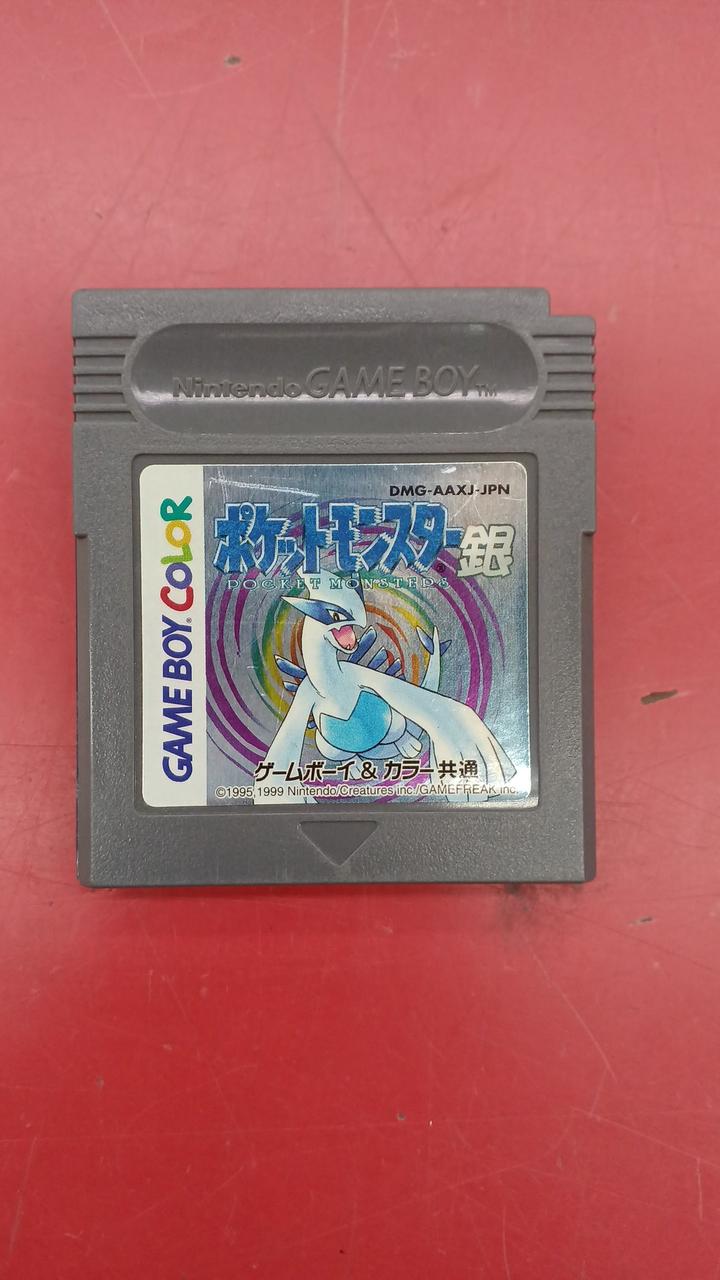 Nintendo GAME BOY™
DMG-AAXJ-JPN
ポケットモンスター®銀
POCKET MONSTERS
GAME BOY® COLOR
ゲームボーイ&カラー共通
©1995,1999 Nintendo/Creatures inc./GAMEFREAK inc.